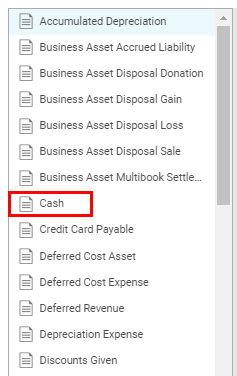 Accumulated Depreciation
Business Asset Accrued Liability
Business Asset Disposal Donation
Business Asset Disposal Gain
Business Asset Disposal Loss
Business Asset Disposal Sale
Business Asset Multibook Settle...
Cash
Credit Card Payable
Deferred Cost Asset
Deferred Cost Expense
Deferred Revenue
Depreciation Expense
Discounts Given